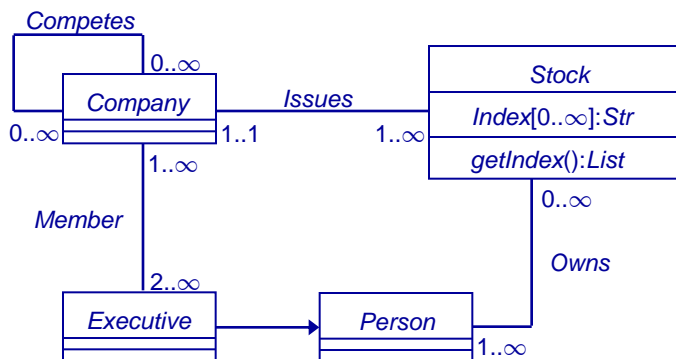 Competes
0..∞
Stock
Company
Issues
Index[0..∞]:Str
0..∞
1..1
1..∞
1..∞
getIndex():List
0..∞
Member
Owns
2..∞
Executive
Person
1..∞